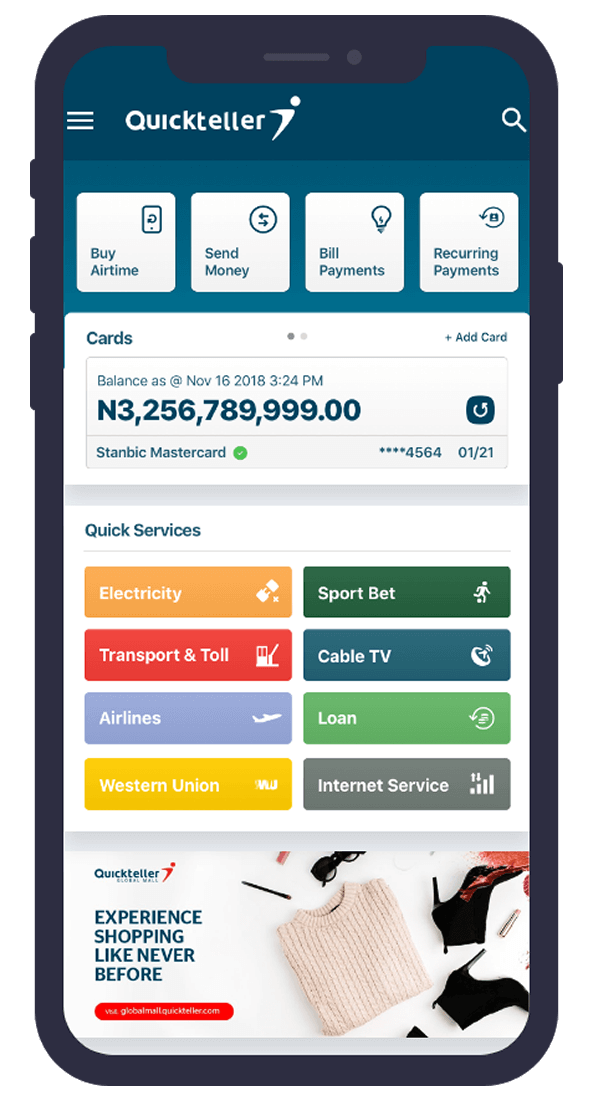 Quickteller
Buy
Airtime
Send
Money
Bill
Payments
Recurring
Payments
Cards
+ Add Card
Balance as @ Nov 16 2018 3:24 PM
N3,256,789,999.00
Stanbic Mastercard
****4564 01/21
Quick Services
Electricity
Sport Bet
Transport & Toll
Cable TV
Airlines
Loan
Western Union
WU
Internet Service
Quickteller
GLOBAL MALL
EXPERIENCE
SHOPPING
LIKE NEVER
BEFORE
visit. globalmall.quickteller.com